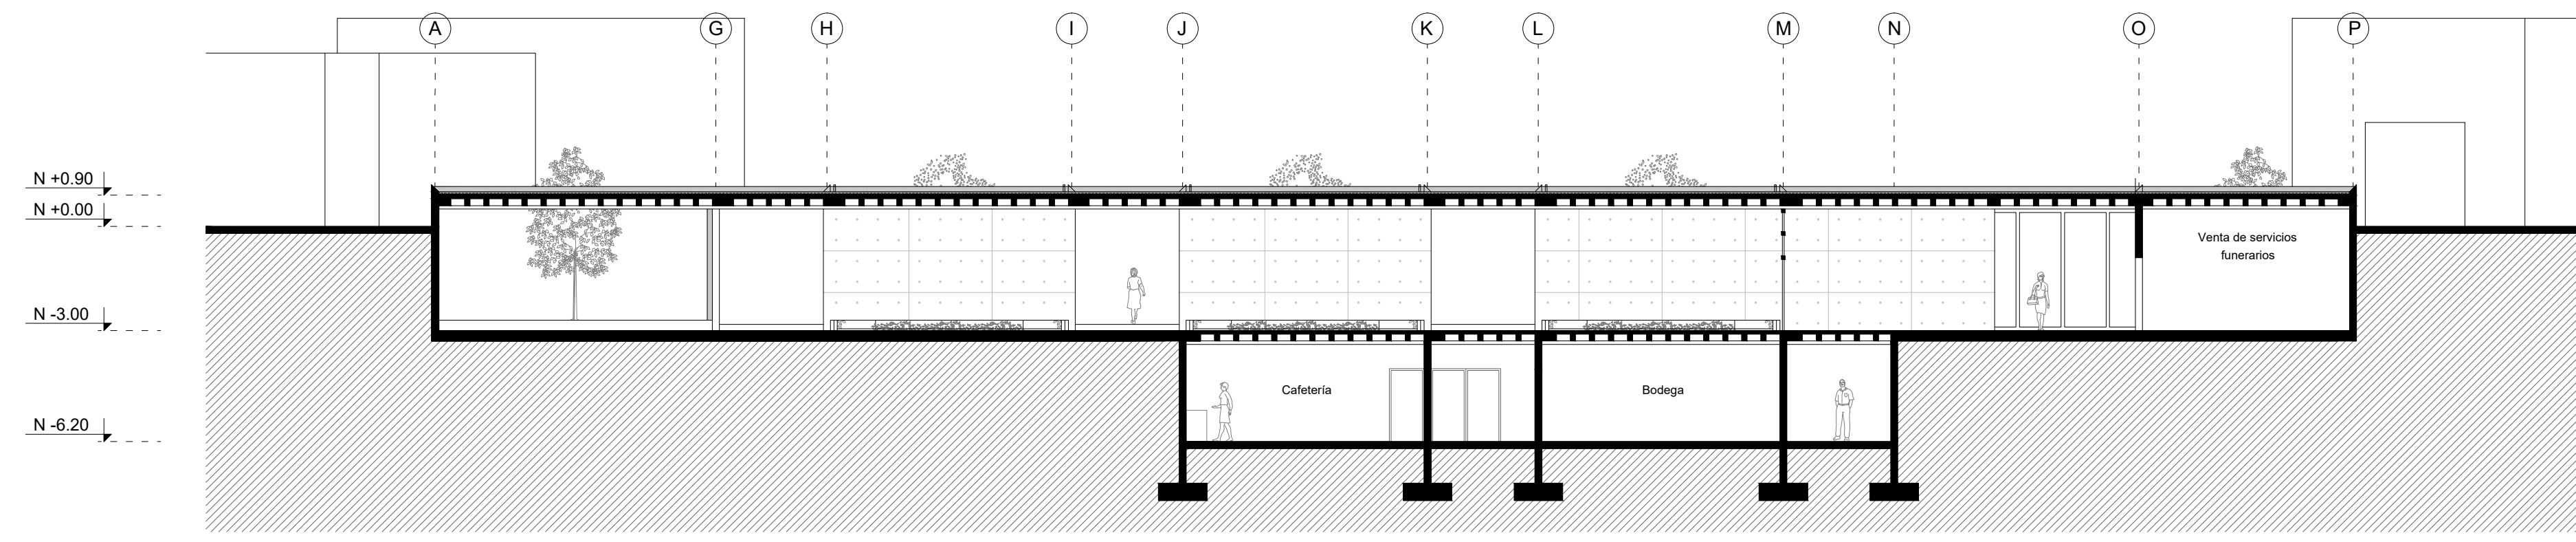 A G H I J K L M N O P
N +0.90
N +0.00
N -3.00
N -6.20
Venta de servicios
funerarios
Cafetería
Bodega